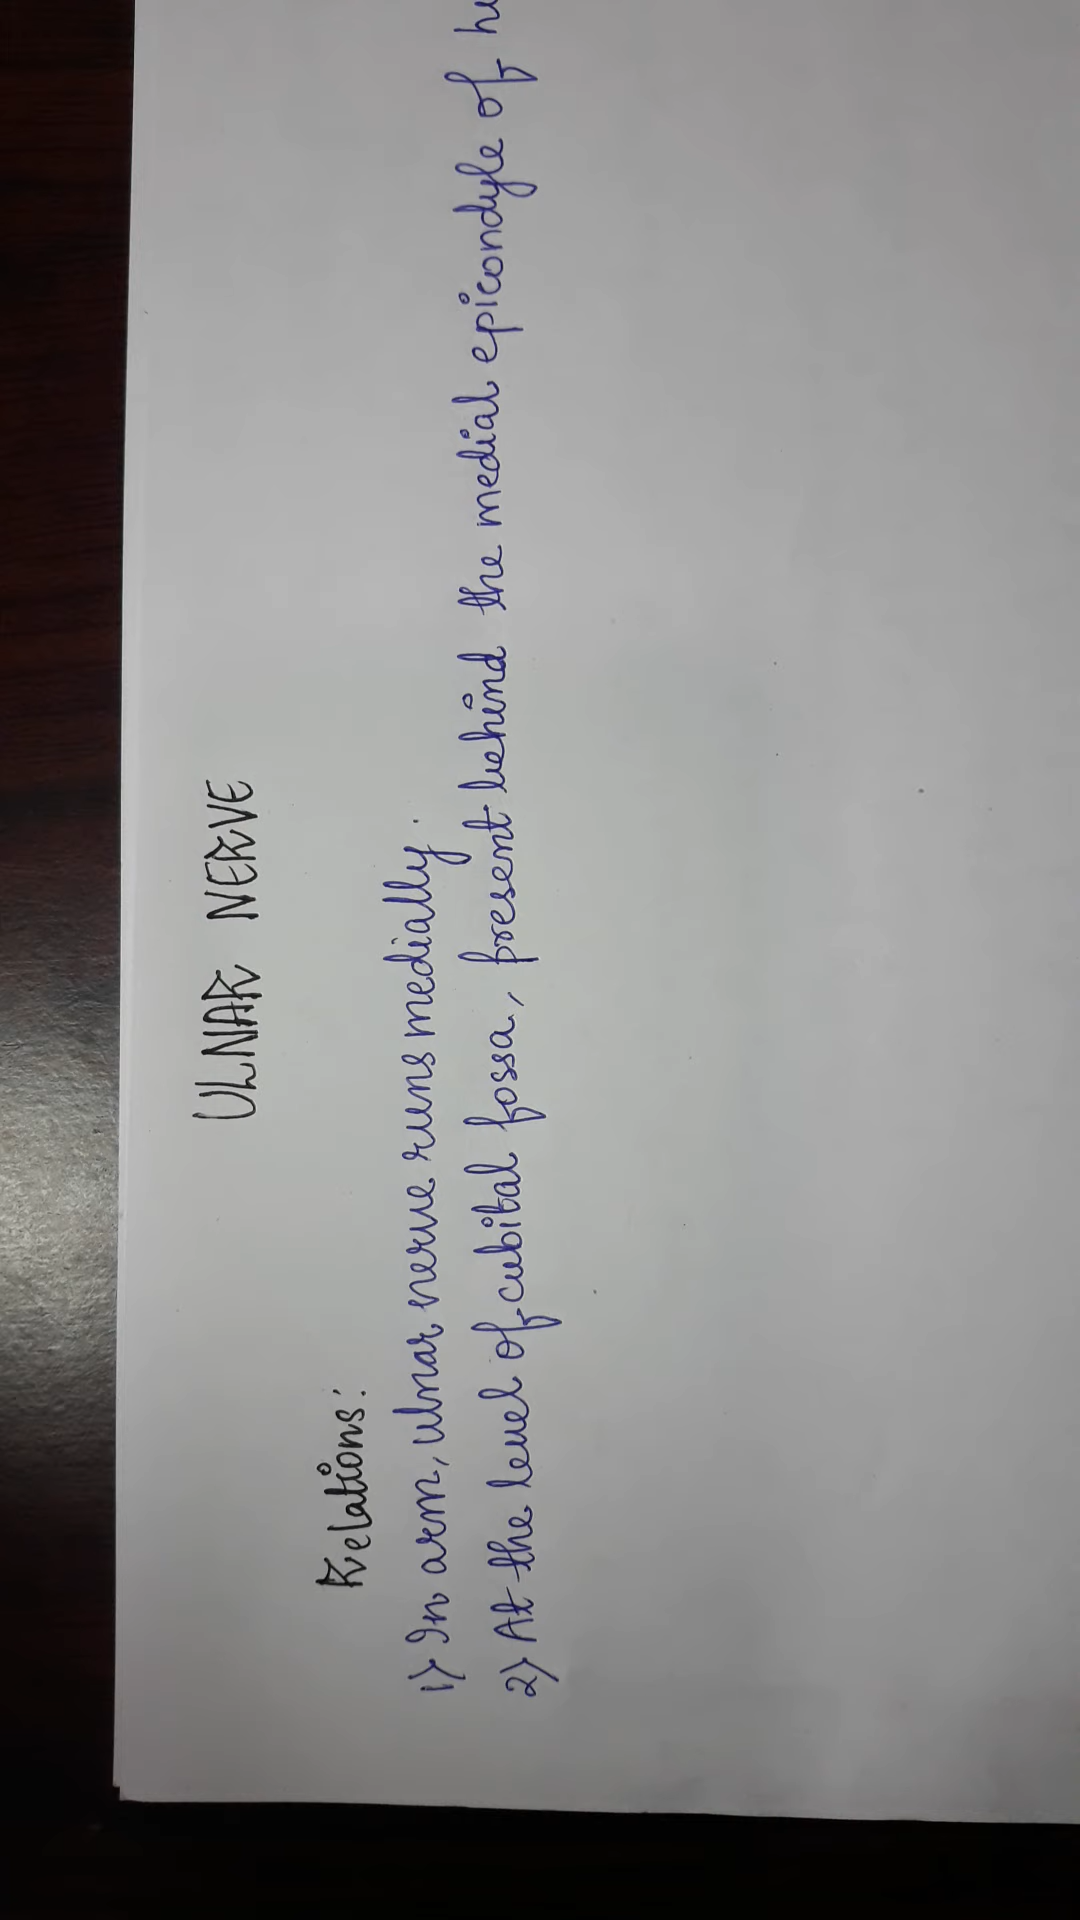 ULNAR NERVE
Relations:
1) In arm, ulnar nerve runs medially.
2) At the level of cubital fossa, present behind the medial epicondyle of